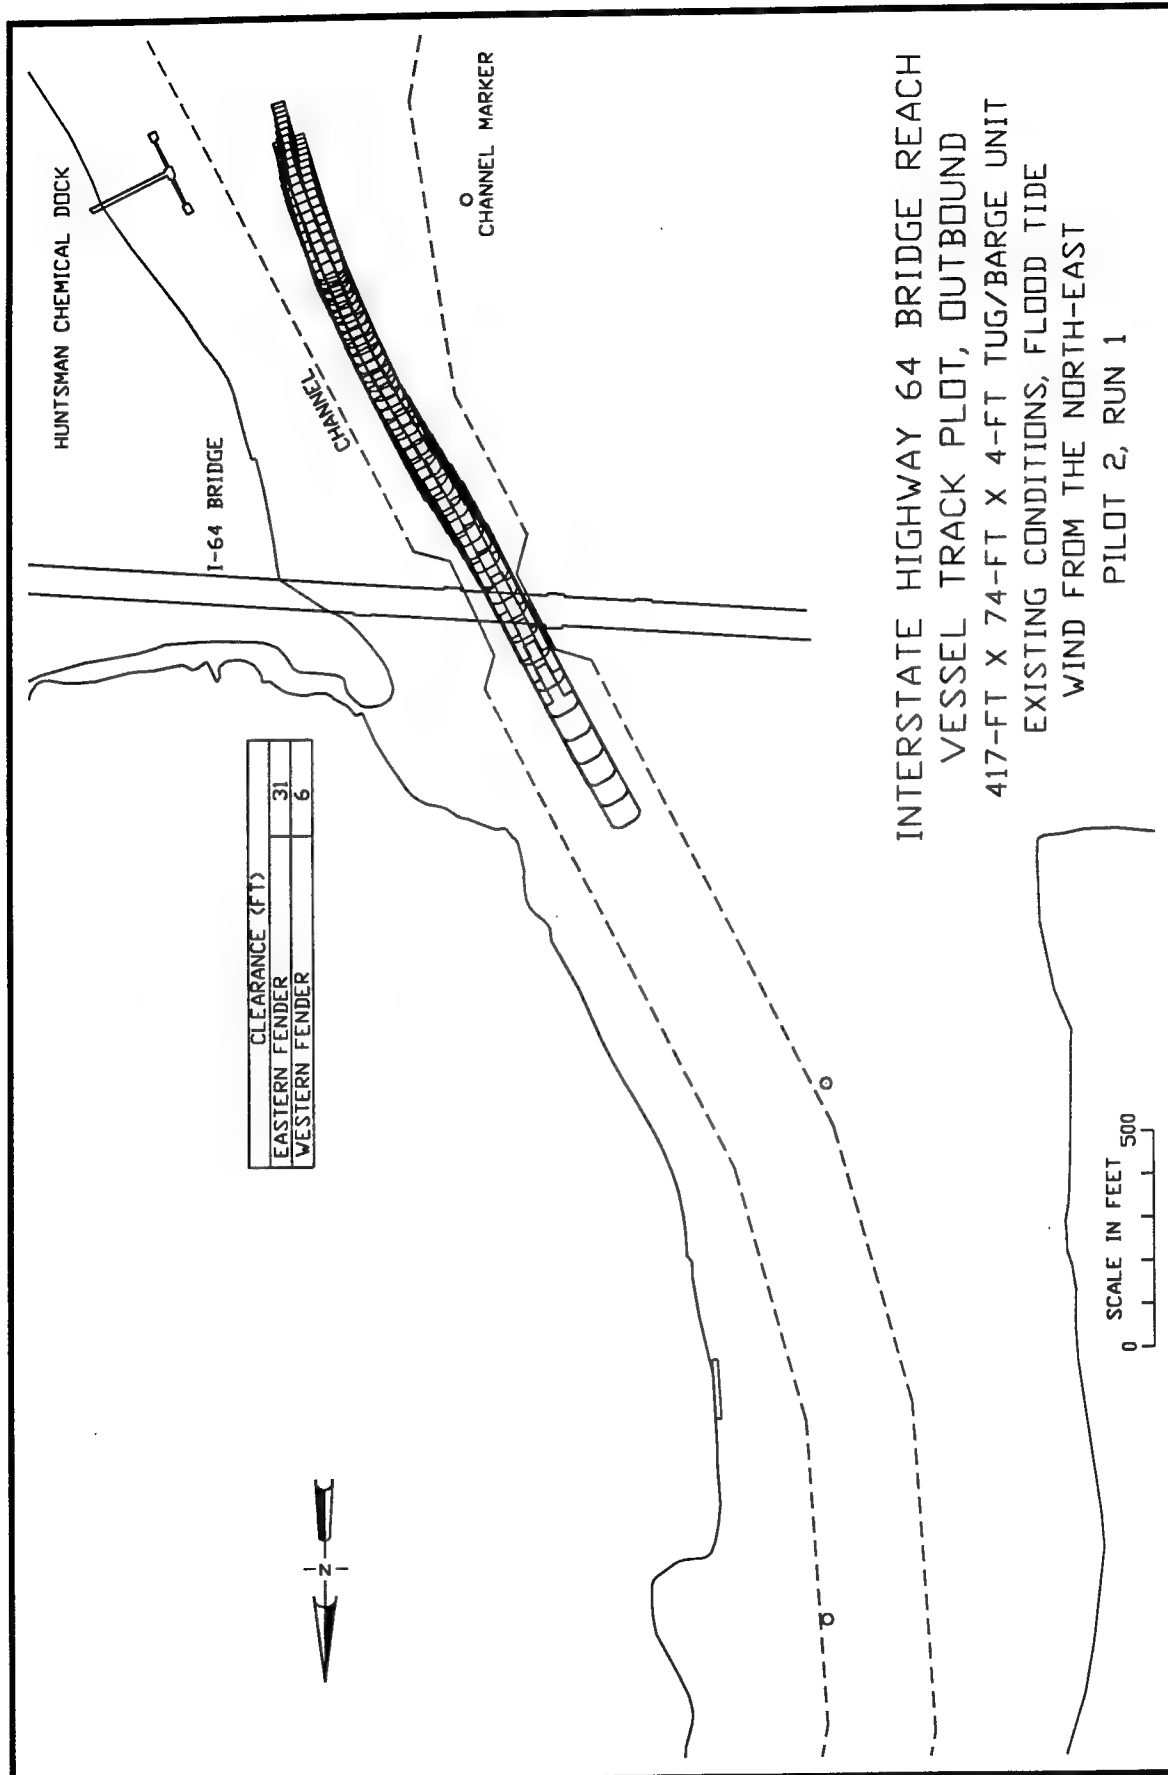 HUNTSMAN CHEMICAL DOCK
I-64 BRIDGE
CHANNEL
CHANNEL MARKER
CLEARANCE (FT)
EASTERN FENDER 31
WESTERN FENDER 6
N
INTERSTATE HIGHWAY 64 BRIDGE REACH
VESSEL TRACK PLOT, OUTBOUND
417-FT X 74-FT X 4-FT TUG/BARGE UNIT
EXISTING CONDITIONS, FLOOD TIDE
WIND FROM THE NORTH-EAST
PILOT 2, RUN 1
SCALE IN FEET
0 500